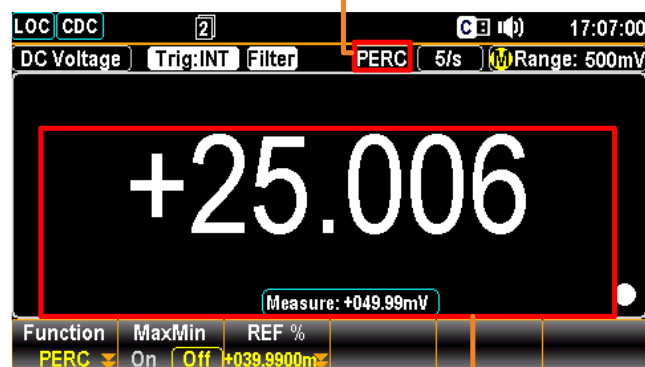 LOC CDC 2 C 17:07:00
DC Voltage Trig:INT Filter PERC 5/s M Range: 500mV
+25.006
Measure: +049.99mV
Function MaxMin REF %
PERC On Off +039.9900m